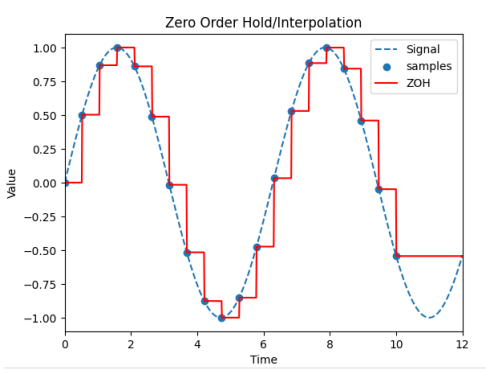 Zero Order Hold/Interpolation
Signal
samples
ZOH
1.00
0.75
0.50
0.25
0.00
−0.25
−0.50
−0.75
−1.00
Value
0 2 4 6 8 10 12
Time